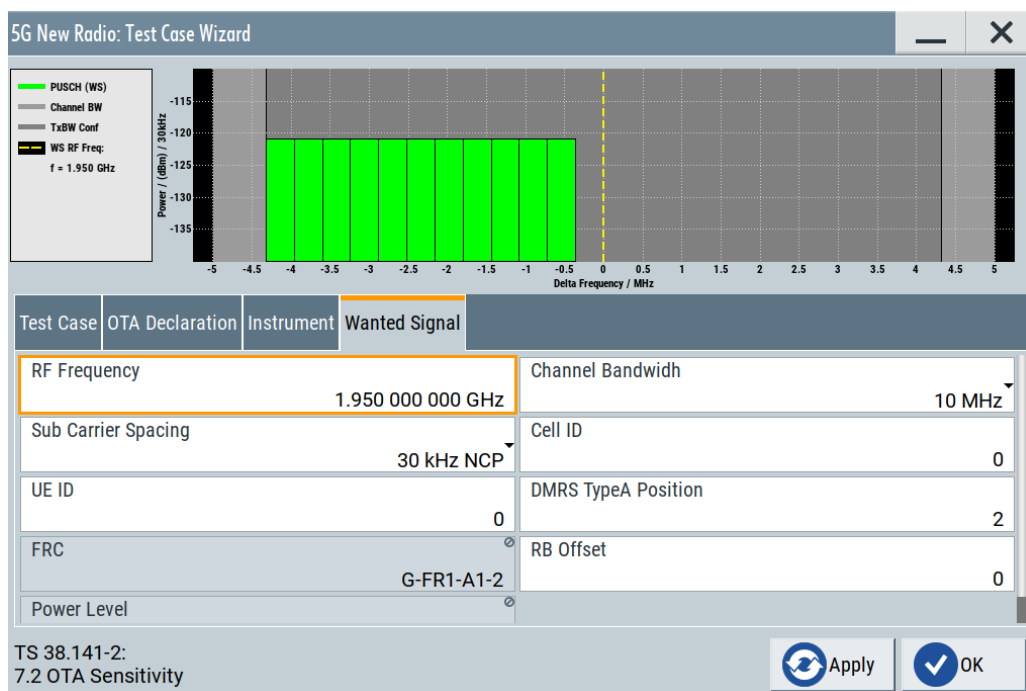 5G New Radio: Test Case Wizard
PUSCH (WS)
Channel BW
TxBW Conf
WS RF Freq:
f = 1.950 GHz
Power / (dBm) / 30kHz
-115
-120
-125
-130
-135
-5 -4.5 -4 -3.5 -3 -2.5 -2 -1.5 -1 -0.5 0 0.5 1 1.5 2 2.5 3 3.5 4 4.5 5
Delta Frequency / MHz
Test Case OTA Declaration Instrument Wanted Signal
RF Frequency
1.950 000 000 GHz
Channel Bandwidh
10 MHz
Sub Carrier Spacing
30 kHz NCP
Cell ID
0
UE ID
0
DMRS TypeA Position
2
FRC
G-FR1-A1-2
RB Offset
0
Power Level
TS 38.141-2:
7.2 OTA Sensitivity
Apply
OK